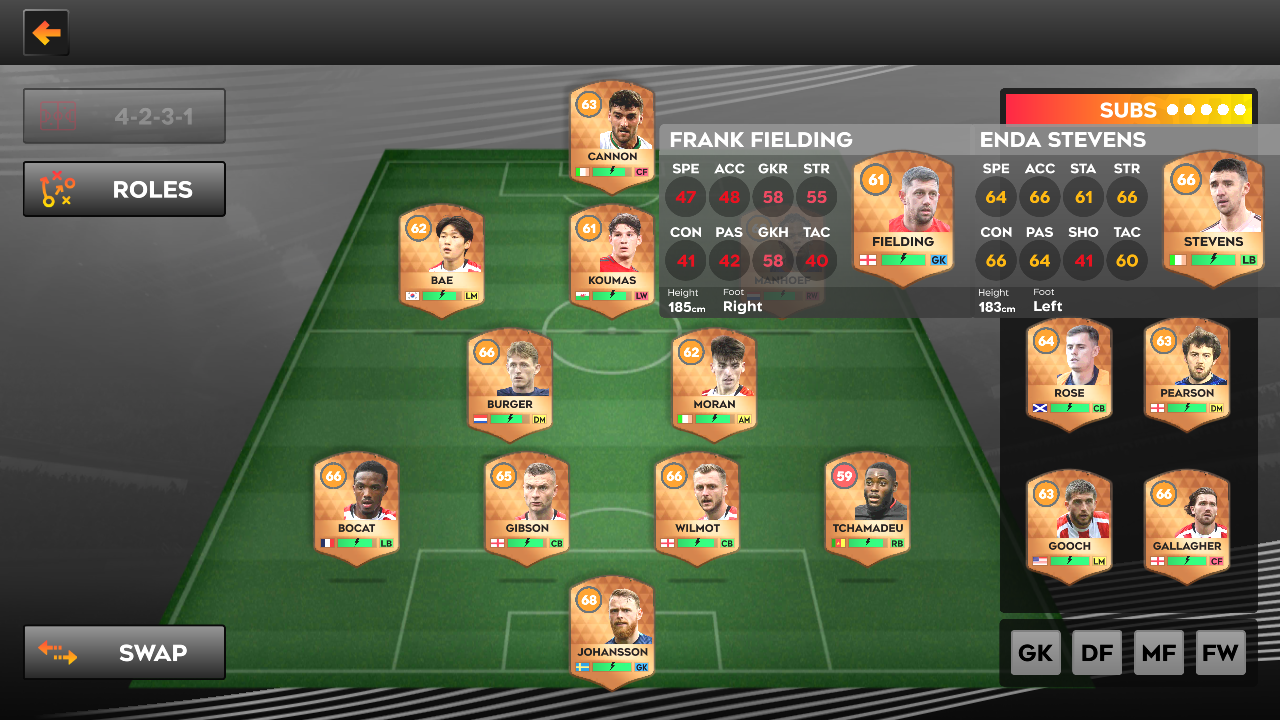 4-2-3-1
ROLES
SUBS
63
CANNON
CF
62
BAE
LM
61
KOUMAS
LW
MANHOEF
RW
FRANK FIELDING
SPE ACC GKR STR
47 48 58 55
CON PAS GKH TAC
41 42 58 40
Height Foot
185cm Right
61
FIELDING
GK
ENDA STEVENS
SPE ACC STA STR
64 66 61 66
CON PAS SHO TAC
66 64 41 60
Height Foot
183cm Left
66
STEVENS
LB
66
BURGER
DM
62
MORAN
AM
64
ROSE
CB
63
PEARSON
DM
66
BOCAT
LB
65
GIBSON
CB
66
WILMOT
CB
59
TCHAMADEU
RB
63
GOOCH
LM
66
GALLAGHER
CF
68
JOHANSSON
GK
SWAP
GK DF MF FW